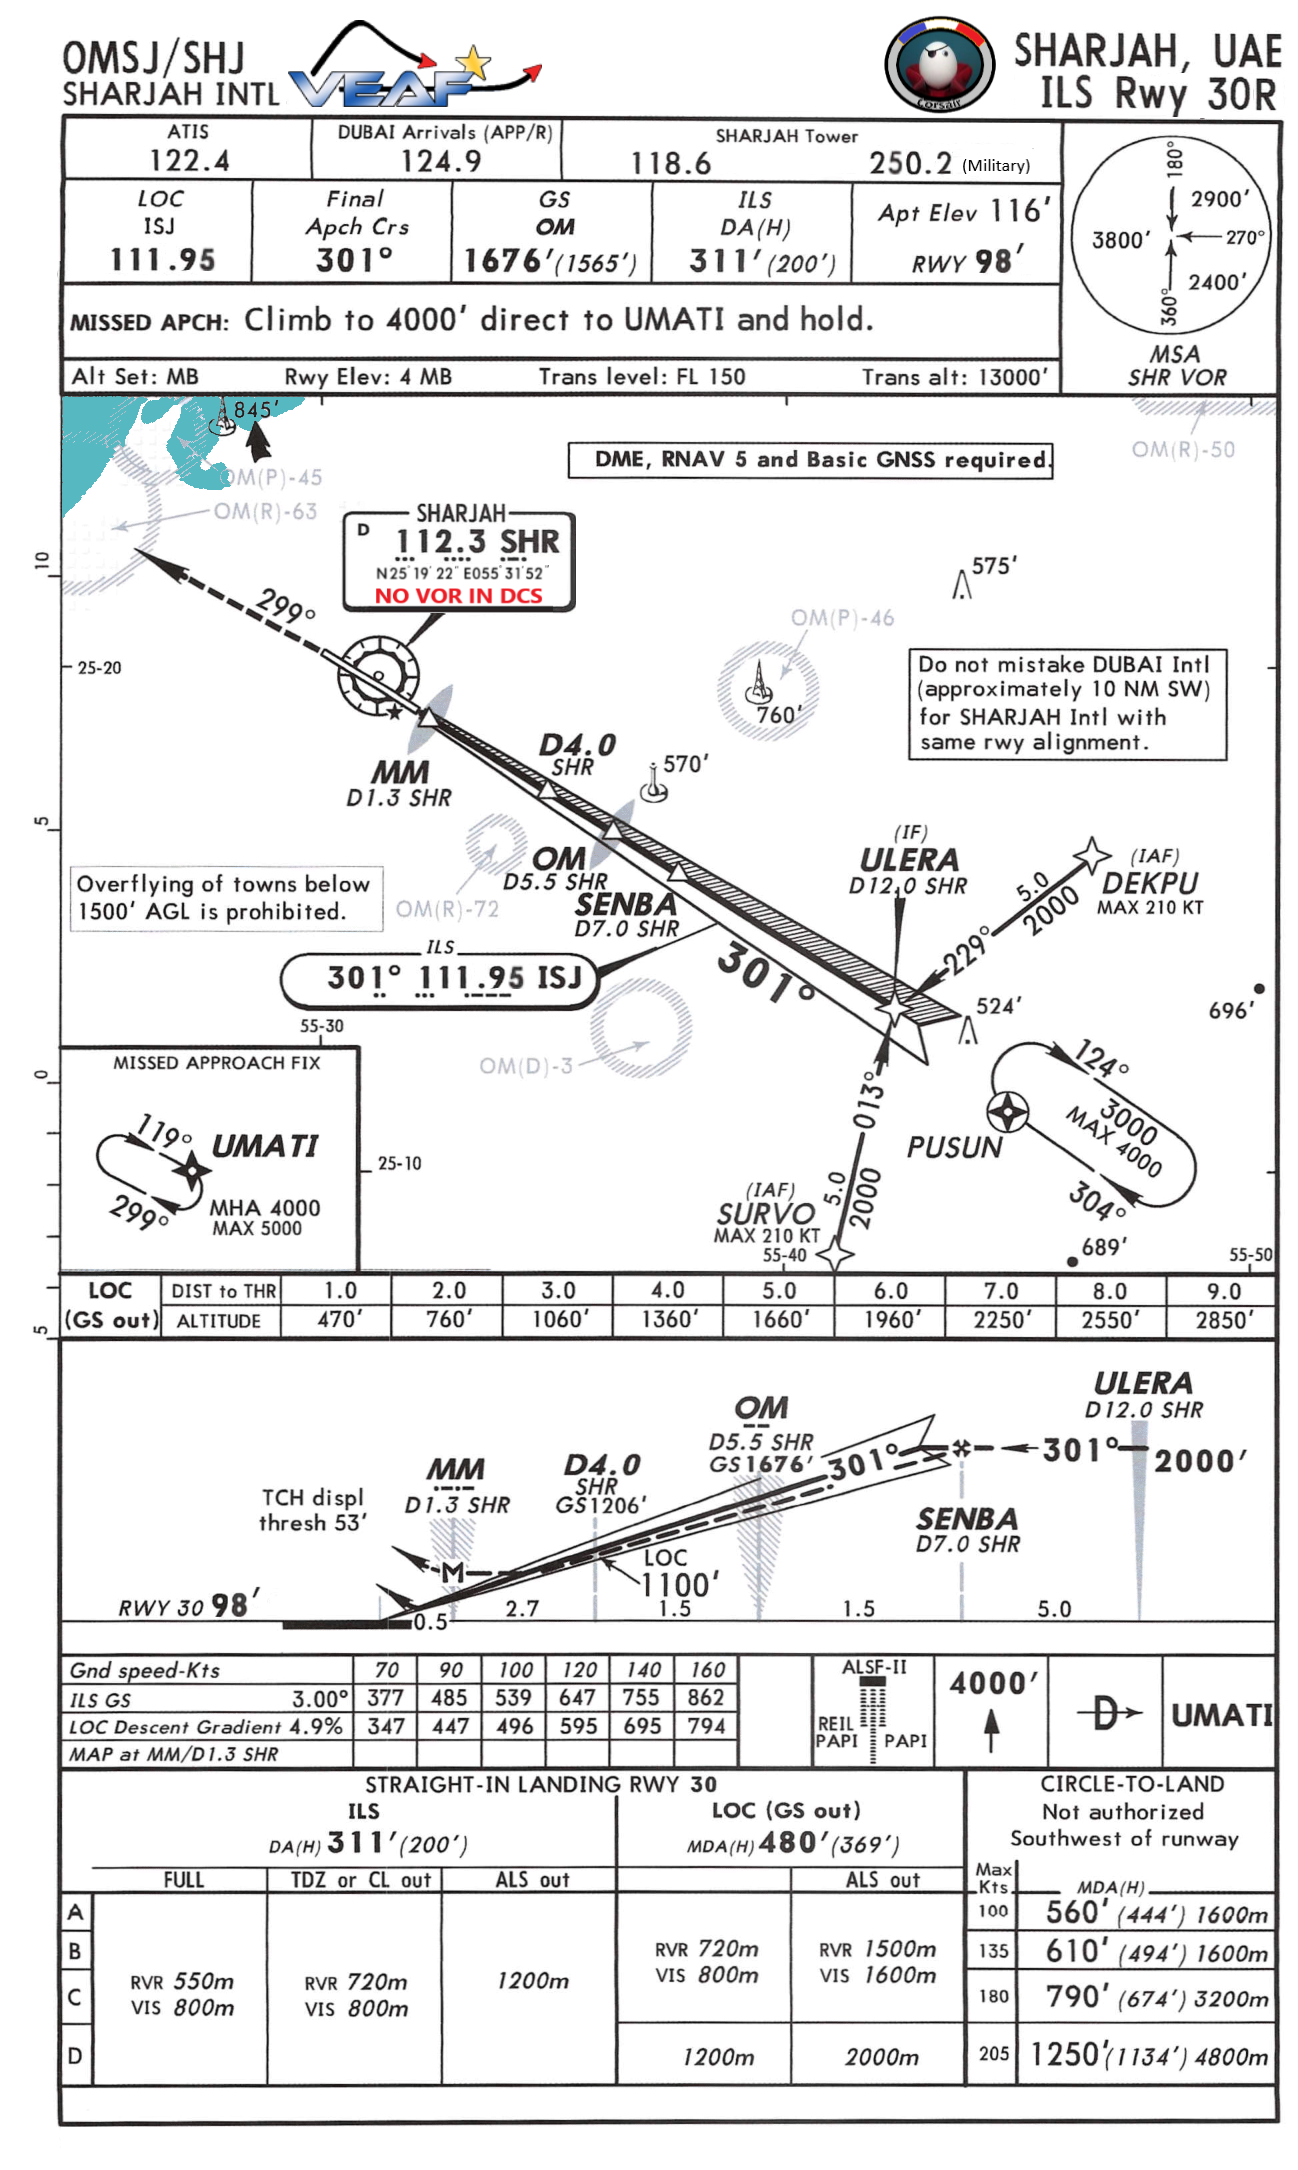 OMSJ/SHJ
SHARJAH INTL
VEAF
Corsair
SHARJAH, UAE
ILS Rwy 30R
ATIS
122.4
DUBAI Arrivals (APP/R)
124.9
SHARJAH Tower
118.6 250.2 (Military)
LOC
ISJ
111.95
Final
Apch Crs
301°
GS
OM
1676'(1565')
ILS
DA(H)
311'(200')
Apt Elev 116'
RWY 98'
180°
2900'
3800'
270°
2400'
360°
MSA
SHR VOR
MISSED APCH: Climb to 4000' direct to UMATI and hold.
Alt Set: MB Rwy Elev: 4 MB Trans level: FL 150 Trans alt: 13000'
845'
OM(P)-45
OM(R)-63
OM(R)-50
DME, RNAV 5 and Basic GNSS required.
SHARJAH
D
112.3 SHR
N25°19'22" E055°31'52"
NO VOR IN DCS
10
299°
575'
OM(P)-46
760'
25-20
Do not mistake DUBAI Intl
(approximately 10 NM SW)
for SHARJAH Intl with
same rwy alignment.
MM
D1.3 SHR
D4.0
SHR
570'
5
OM
D5.5 SHR
SENBA
D7.0 SHR
OM(R)-72
Overflying of towns below
1500' AGL is prohibited.
(IF)
ULERA
D12.0 SHR
(IAF)
DEKPU
MAX 210 KT
5.0
2000
229°
ILS
301° 111.95 ISJ
301°
524'
696'
OM(D)-3
55-30
0
MISSED APPROACH FIX
119°
UMATI
299°
MHA 4000
MAX 5000
25-10
013°
5.0
2000
(IAF)
SURVO
MAX 210 KT
PUSUN
124°
3000
MAX 4000
304°
689'
55-40
55-50
5
LOC
(GS out)
DIST to THR 1.0 2.0 3.0 4.0 5.0 6.0 7.0 8.0 9.0
ALTITUDE 470' 760' 1060' 1360' 1660' 1960' 2250' 2550' 2850'
ULERA
D12.0 SHR
OM
D5.5 SHR
GS1676'
301°
301°
2000'
MM
D1.3 SHR
D4.0
SHR
GS1206'
SENBA
D7.0 SHR
TCH displ
thresh 53'
M
LOC
1100'
RWY 30 98'
0.5 2.7 1.5 1.5 5.0
Gnd speed-Kts 70 90 100 120 140 160
ILS GS 3.00° 377 485 539 647 755 862
LOC Descent Gradient 4.9% 347 447 496 595 695 794
MAP at MM/D1.3 SHR
ALSF-II
REIL
PAPI PAPI
4000'
D
UMATI
STRAIGHT-IN LANDING RWY 30
ILS
DA(H) 311'(200')
LOC (GS out)
MDA(H) 480'(369')
CIRCLE-TO-LAND
Not authorized
Southwest of runway
FULL TDZ or CL out ALS out ALS out
Max
Kts
MDA(H)
A
B
C
D
RVR 550m
VIS 800m
RVR 720m
VIS 800m
1200m
RVR 720m
VIS 800m
RVR 1500m
VIS 1600m
1200m
2000m
100 560' (444') 1600m
135 610' (494') 1600m
180 790' (674') 3200m
205 1250'(1134') 4800m